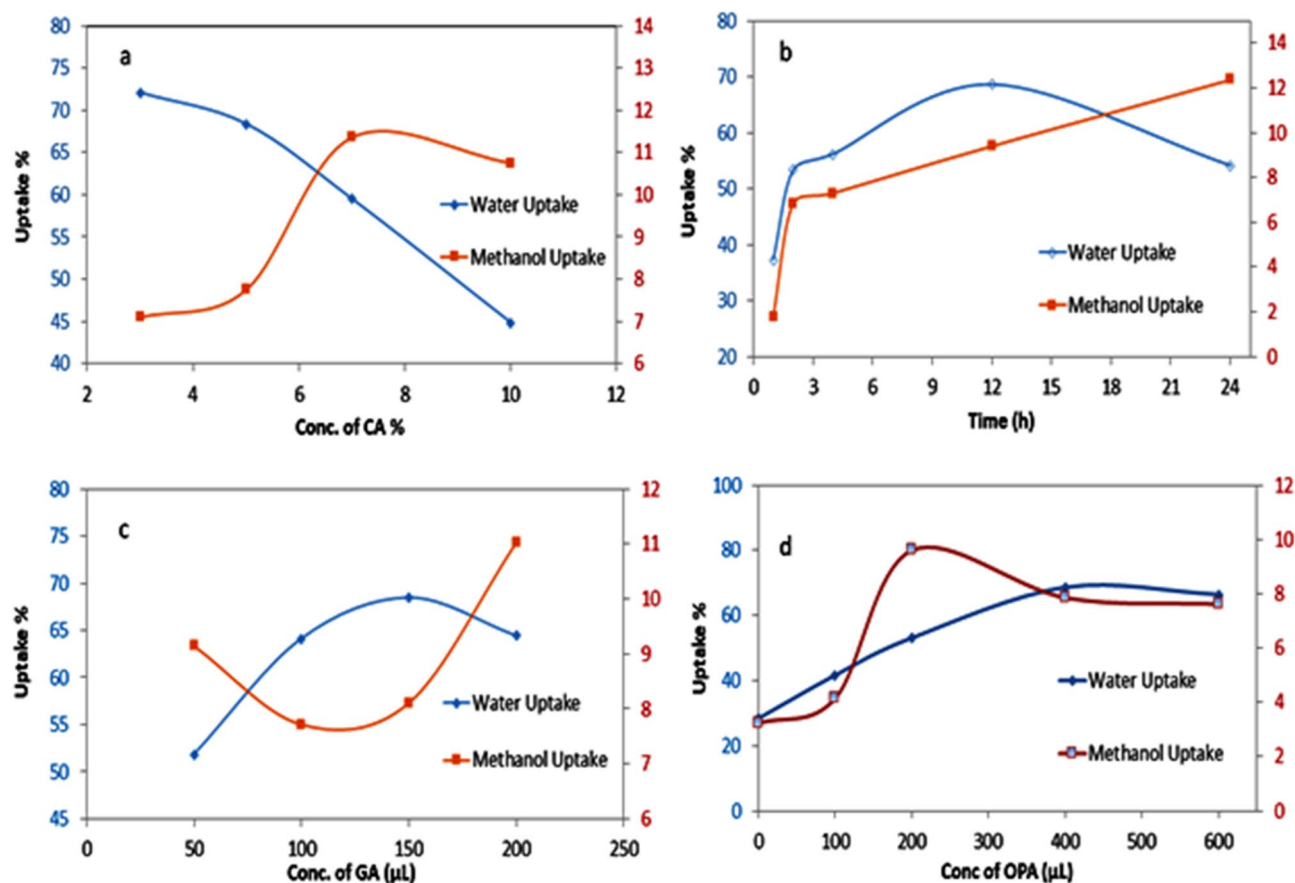 a
80
75
70
65
60
55
50
45
40
Uptake %
14
13
12
11
10
9
8
7
6
Water Uptake
Methanol Uptake
2 4 6 8 10 12
Conc. of CA %
b
80
70
60
50
40
30
20
Uptake %
14
12
10
8
6
4
2
0
Water Uptake
Methanol Uptake
0 3 6 9 12 15 18 21 24
Time (h)
c
80
75
70
65
60
55
50
45
Uptake %
12
11
10
9
8
7
6
Water Uptake
Methanol Uptake
0 50 100 150 200 250
Conc. of GA (µL)
d
100
80
60
40
20
0
Uptake %
12
10
8
6
4
2
0
Water Uptake
Methanol Uptake
0 100 200 300 400 500 600
Conc of OPA (µL)